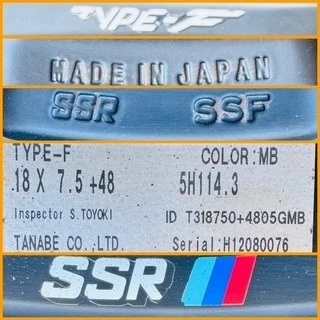 TYPE-F
MADE IN JAPAN
SSR SSF
TYPE-F COLOR:MB
18 X 7.5 +48 5H114.3
Inspector S.TOYOKI ID T318750+4805GMB
TANABE CO.,LTD. Serial:H12080076
SSR